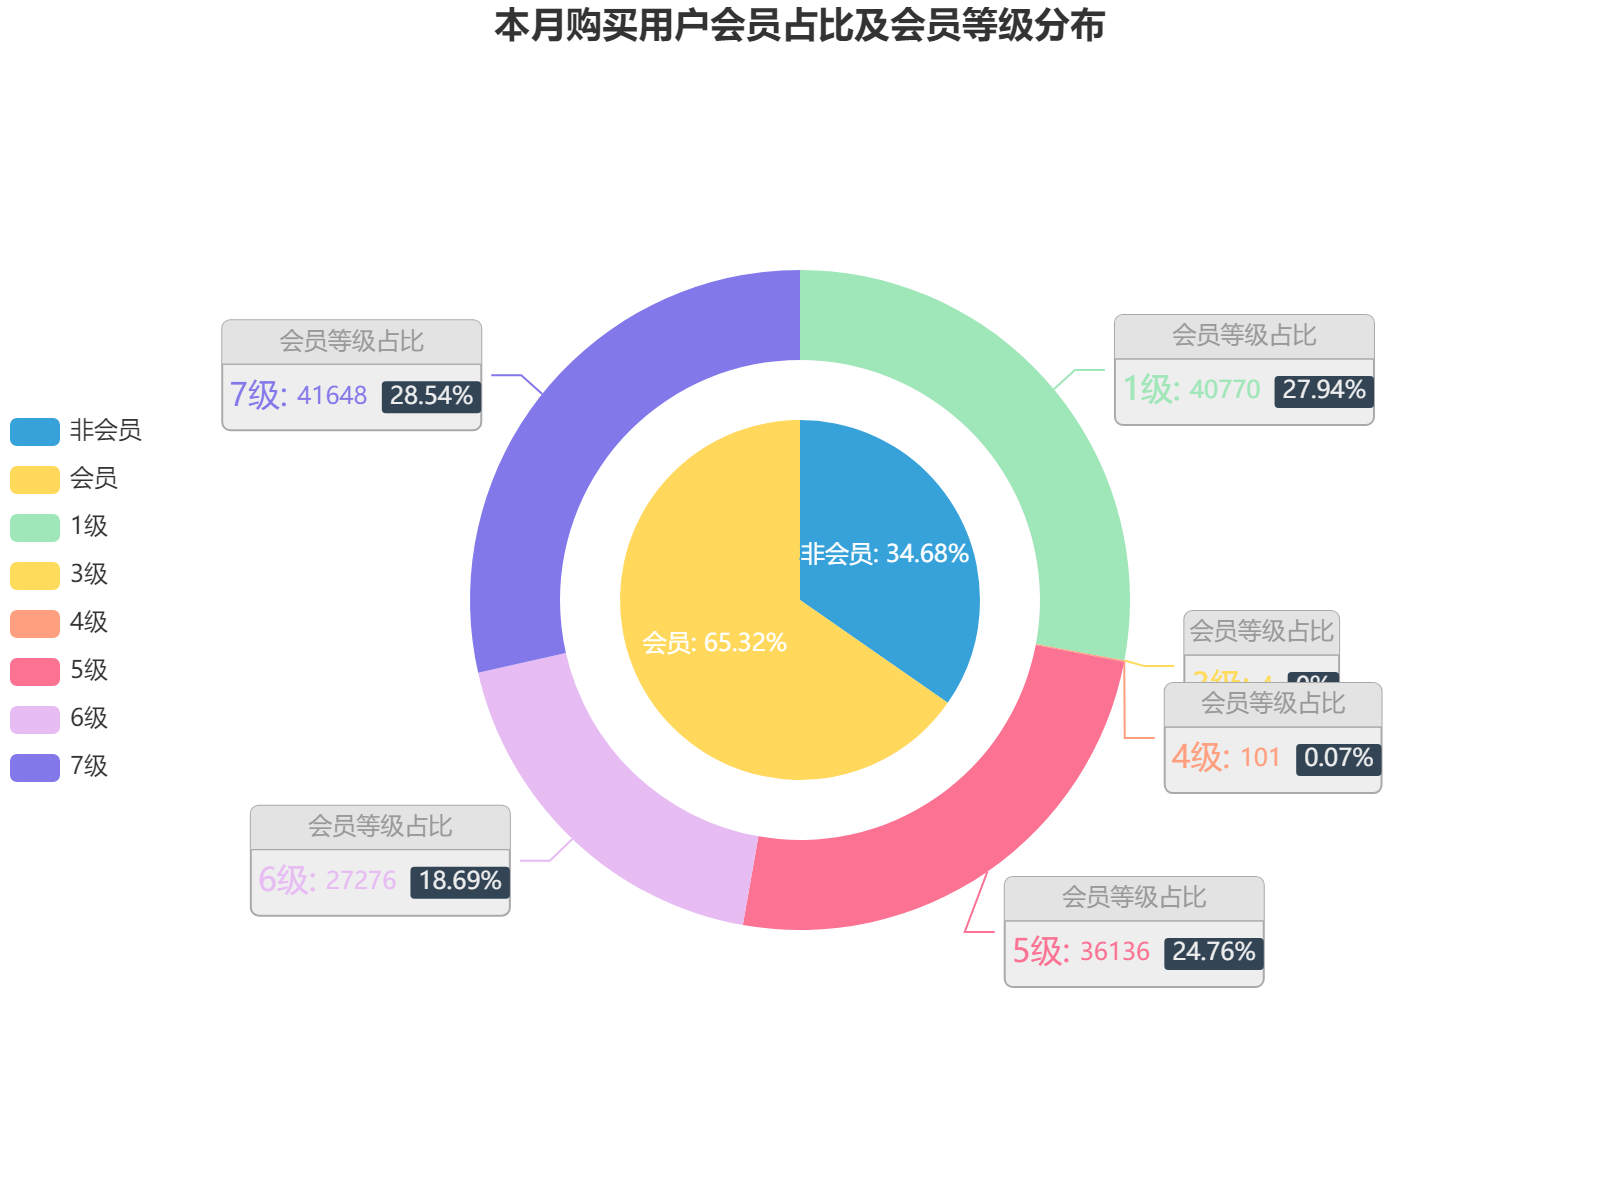 本月购买用户会员占比及会员等级分布
会员等级占比
7级: 41648 28.54%
会员等级占比
1级: 40770 27.94%
非会员
会员
1级
3级
4级
5级
6级
7级
非会员: 34.68%
会员: 65.32%
会员等级占比
3级: 4 0%
会员等级占比
4级: 101 0.07%
会员等级占比
6级: 27276 18.69%
会员等级占比
5级: 36136 24.76%